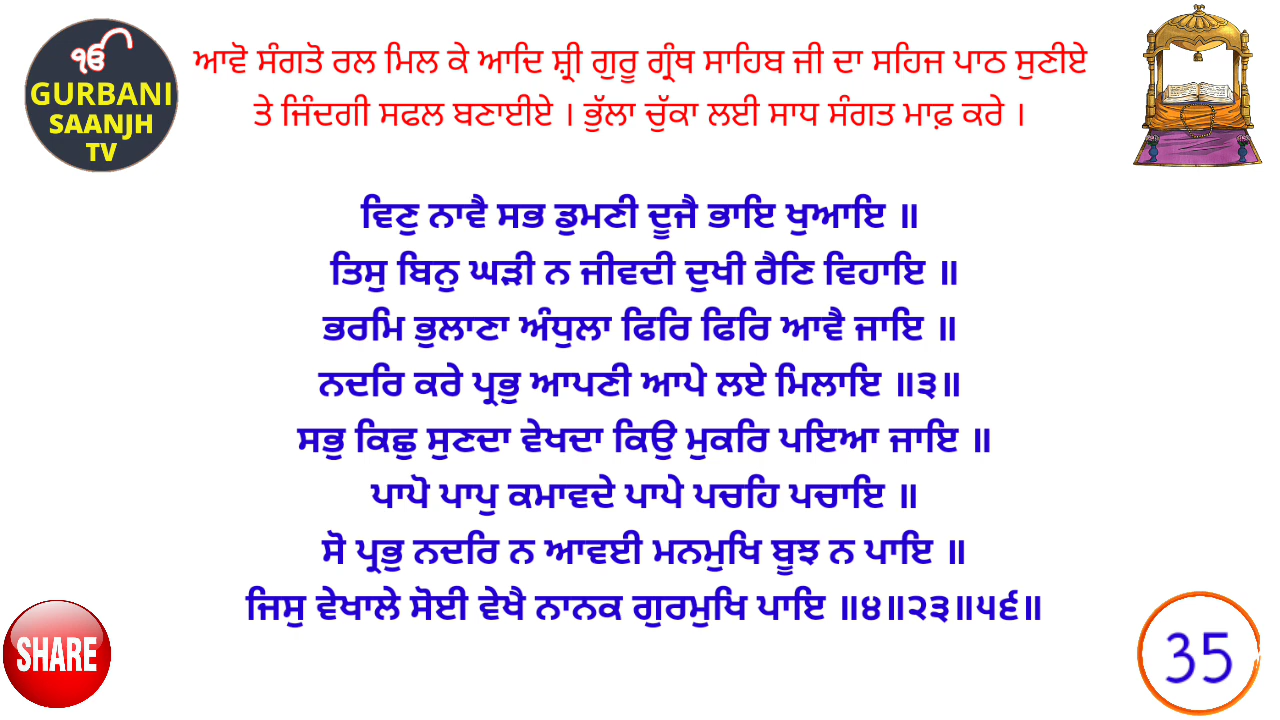 ੴ
GURBANI
SAANJH
TV
ਆਵੋ ਸੰਗਤੋ ਰਲ ਮਿਲ ਕੇ ਆਦਿ ਸ਼੍ਰੀ ਗੁਰੂ ਗ੍ਰੰਥ ਸਾਹਿਬ ਜੀ ਦਾ ਸਹਿਜ ਪਾਠ ਸੁਣੀਏ
ਤੇ ਜਿੰਦਗੀ ਸਫਲ ਬਣਾਈਏ । ਭੁੱਲਾ ਚੁੱਕਾ ਲਈ ਸਾਧ ਸੰਗਤ ਮਾਫ਼ ਕਰੇ ।
ਵਿਣੁ ਨਾਵੈ ਸਭ ਡੁਮਣੀ ਦੂਜੈ ਭਾਇ ਖੁਆਇ ॥
ਤਿਸੁ ਬਿਨੁ ਘੜੀ ਨ ਜੀਵਦੀ ਦੁਖੀ ਰੈਣਿ ਵਿਹਾਇ ॥
ਭਰਮਿ ਭੁਲਾਣਾ ਅੰਧੁਲਾ ਫਿਰਿ ਫਿਰਿ ਆਵੈ ਜਾਇ ॥
ਨਦਰਿ ਕਰੇ ਪ੍ਰਭੁ ਆਪਣੀ ਆਪੇ ਲਏ ਮਿਲਾਇ ॥੩॥
ਸਭੁ ਕਿਛੁ ਸੁਣਦਾ ਵੇਖਦਾ ਕਿਉ ਮੁਕਰਿ ਪਇਆ ਜਾਇ ॥
ਪਾਪੋ ਪਾਪੁ ਕਮਾਵਦੇ ਪਾਪੇ ਪਚਹਿ ਪਚਾਇ ॥
ਸੋ ਪ੍ਰਭੁ ਨਦਰਿ ਨ ਆਵਈ ਮਨਮੁਖਿ ਬੂਝ ਨ ਪਾਇ ॥
ਜਿਸੁ ਵੇਖਾਲੇ ਸੋਈ ਵੇਖੈ ਨਾਨਕ ਗੁਰਮੁਖਿ ਪਾਇ ॥੪॥੨੩॥੫੬॥
SHARE
35